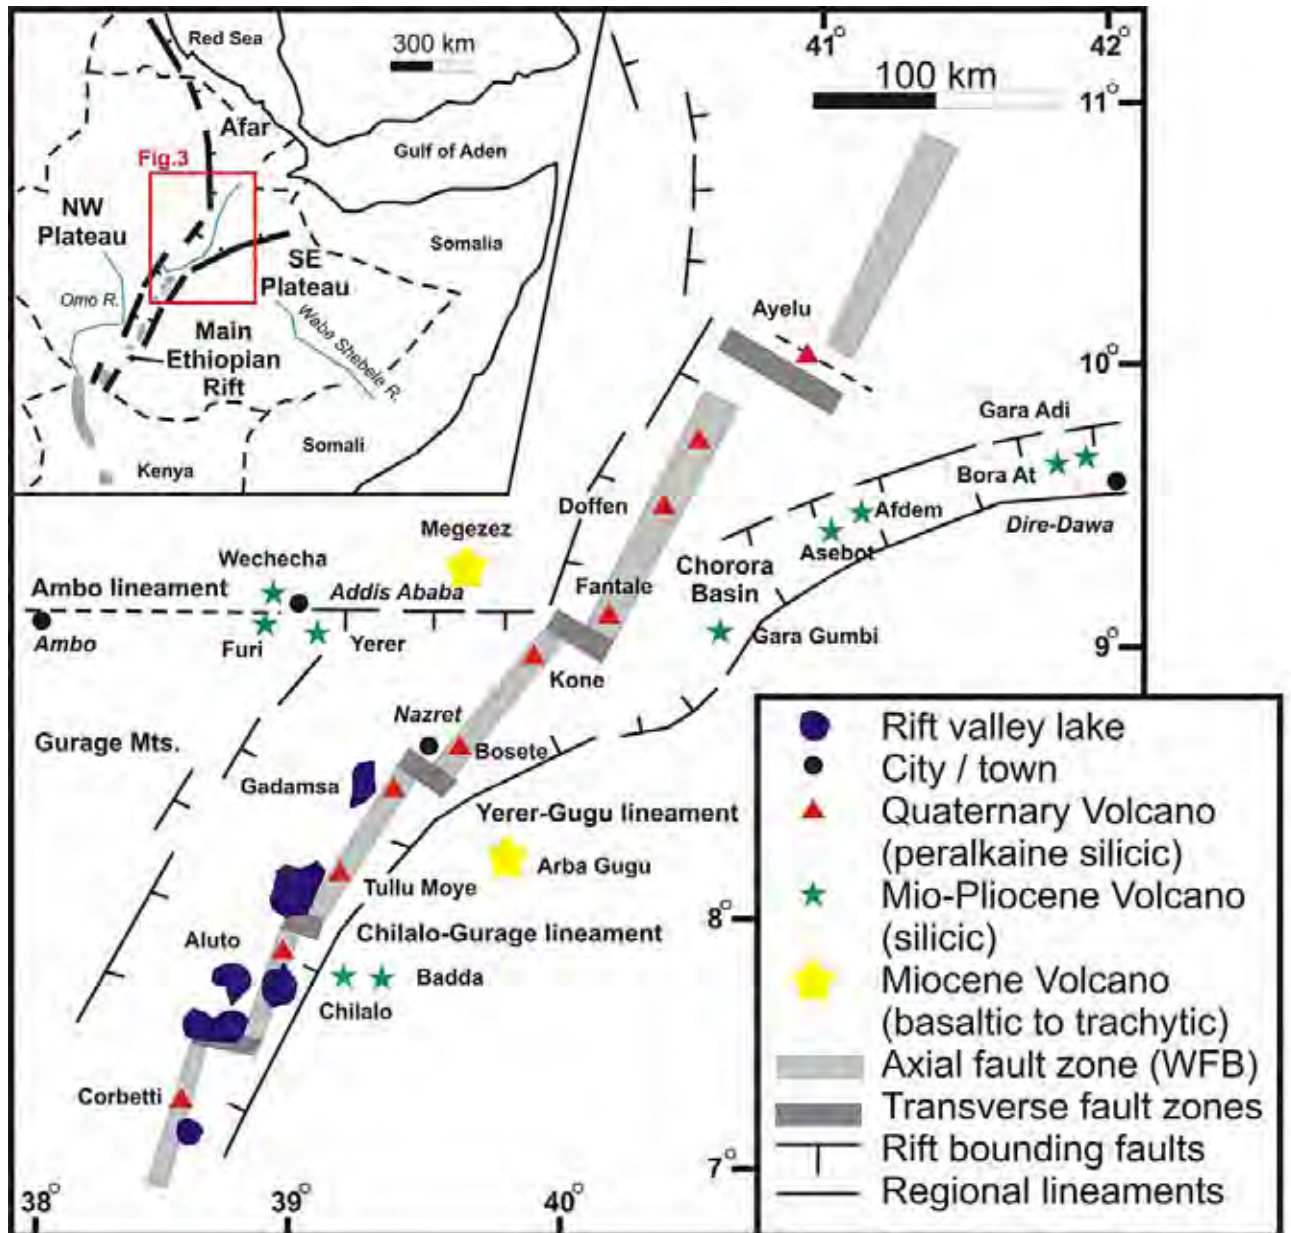 Red Sea
300 km
Afar
Fig.3
Gulf of Aden
NW
Plateau
Somalia
SE
Plateau
Omo R.
Waba Shebele R.
Main
Ethiopian
Rift
Somali
Kenya
41°
42°
100 km
11°
Ayelu
10°
Gara Adi
Bora At
Doffen
Afdem
Dire-Dawa
Asebot
Megezez
Wechecha
Chorora
Basin
Fantale
Ambo lineament
Addis Ababa
Ambo
Furi
Yerer
Gara Gumbi
9°
Kone
Nazret
Gurage Mts.
Bosete
Gadamsa
Yerer-Gugu lineament
Arba Gugu
Tullu Moye
8°
Aluto
Chilalo-Gurage lineament
Badda
Chilalo
Corbetti
7°
38°
39°
40°
Rift valley lake
City / town
Quaternary Volcano
(peralkaine silicic)
Mio-Pliocene Volcano
(silicic)
Miocene Volcano
(basaltic to trachytic)
Axial fault zone (WFB)
Transverse fault zones
Rift bounding faults
Regional lineaments